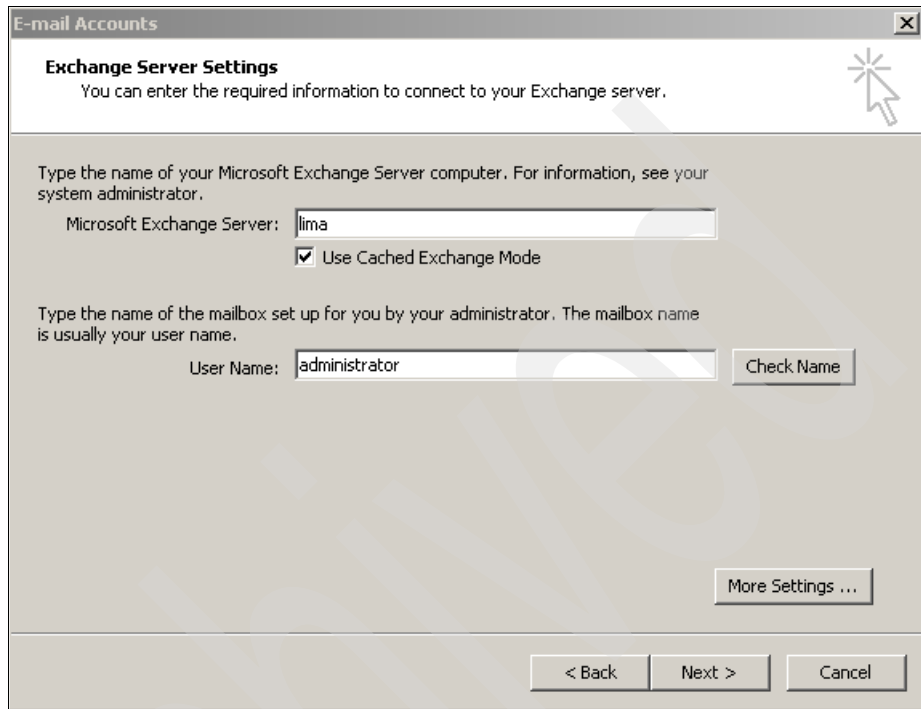 E-mail Accounts
Exchange Server Settings
You can enter the required information to connect to your Exchange server.
Type the name of your Microsoft Exchange Server computer. For information, see your
system administrator.
Microsoft Exchange Server: lima
Use Cached Exchange Mode
Type the name of the mailbox set up for you by your administrator. The mailbox name
is usually your user name.
User Name: administrator Check Name
More Settings ...
< Back Next > Cancel